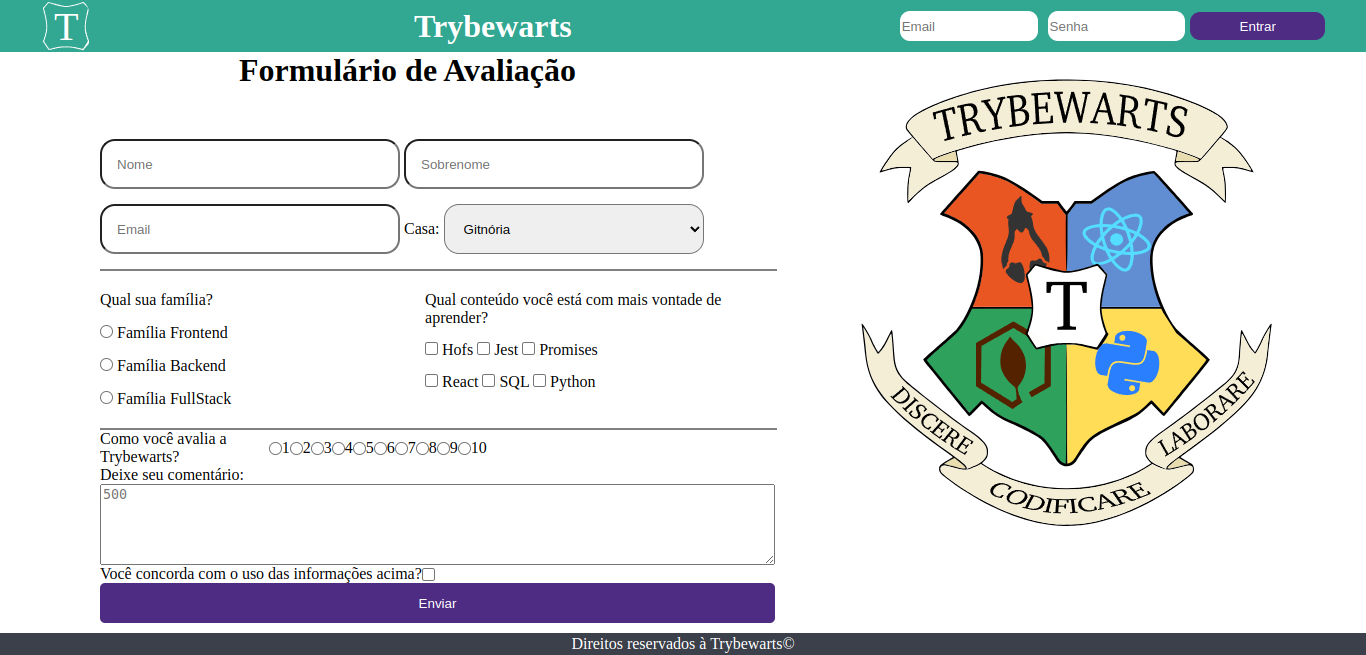 T Trybewarts Email Senha Entrar
Formulário de Avaliação
Nome Sobrenome
Email Casa: Gitnória
Qual sua família?
Família Frontend
Família Backend
Família FullStack
Qual conteúdo você está com mais vontade de
aprender?
Hofs Jest Promises
React SQL Python
Como você avalia a
Trybewarts?
1 2 3 4 5 6 7 8 9 10
Deixe seu comentário:
500
Você concorda com o uso das informações acima?
Enviar
TRYBEWARTS
T
DISCERE
CODIFICARE
LABORARE
Direitos reservados à Trybewarts©